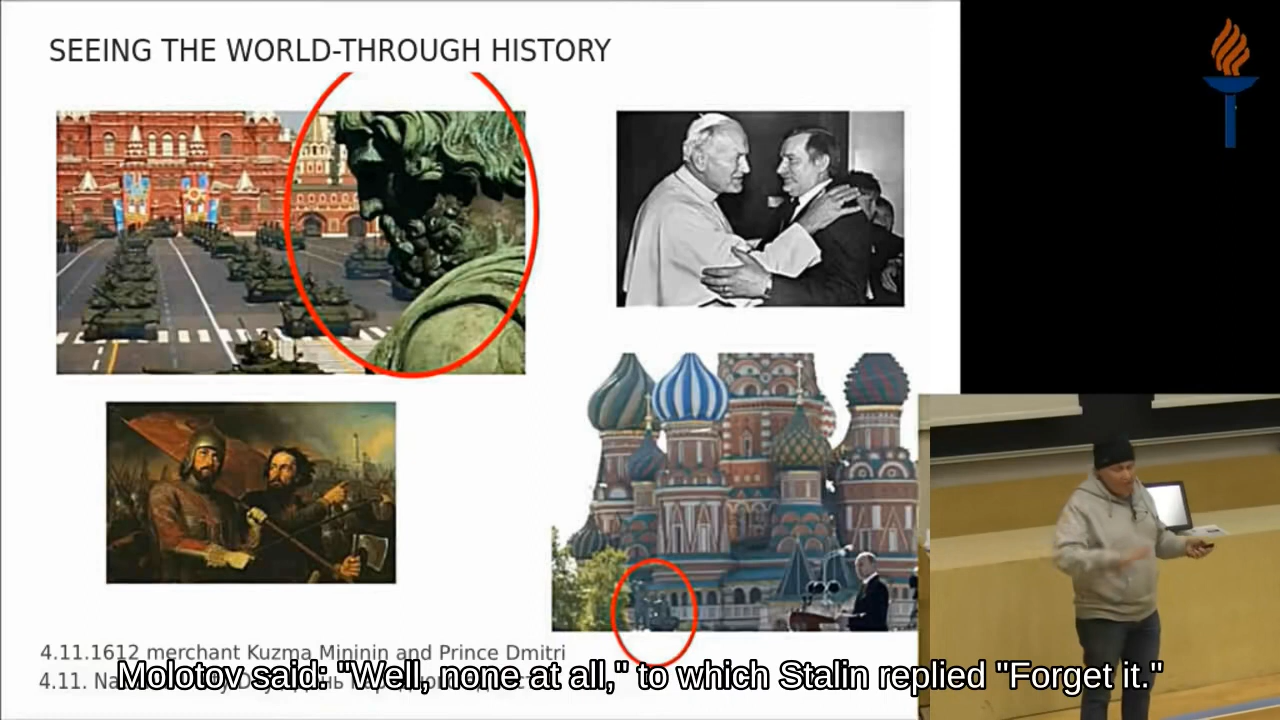 SEEING THE WORLD-THROUGH HISTORY
4.11.1612 merchant Kuzma Mininin and Prince Dmitri
4.11.
Molotov said: "Well, none at all," to which Stalin replied "Forget it."